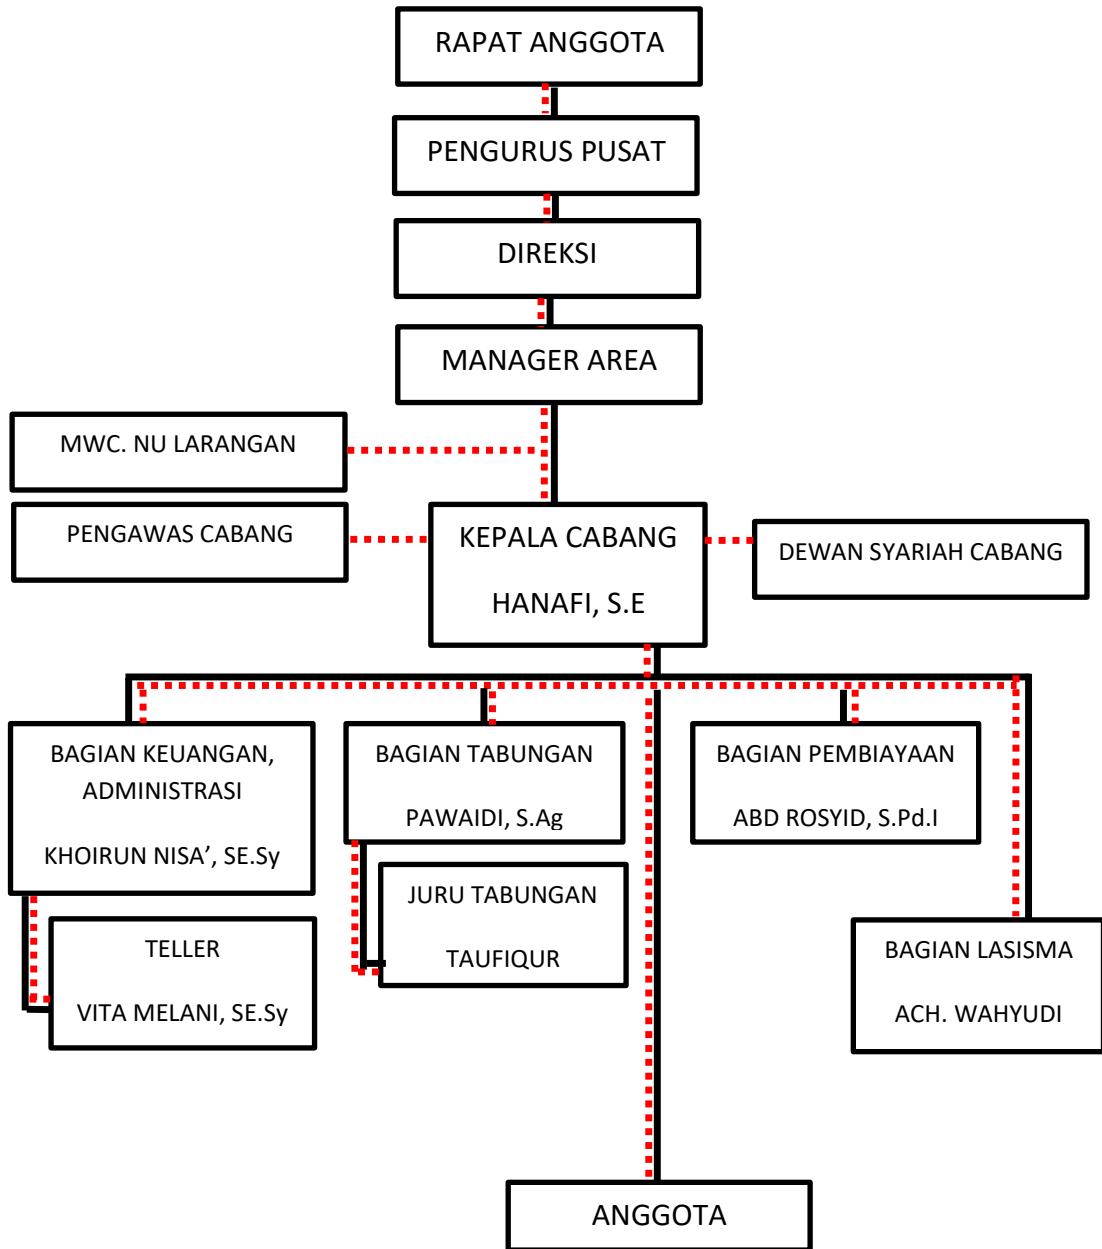 RAPAT ANGGOTA
PENGURUS PUSAT
DIREKSI
MANAGER AREA
MWC. NU LARANGAN
PENGAWAS CABANG
KEPALA CABANG
HANAFI, S.E
DEWAN SYARIAH CABANG
BAGIAN KEUANGAN,
ADMINISTRASI
KHOIRUN NISA’, SE.Sy
BAGIAN TABUNGAN
PAWAIDI, S.Ag
BAGIAN PEMBIAYAAN
ABD ROSYID, S.Pd.I
JURU TABUNGAN
TAUFIQUR
TELLER
VITA MELANI, SE.Sy
BAGIAN LASISMA
ACH. WAHYUDI
ANGGOTA